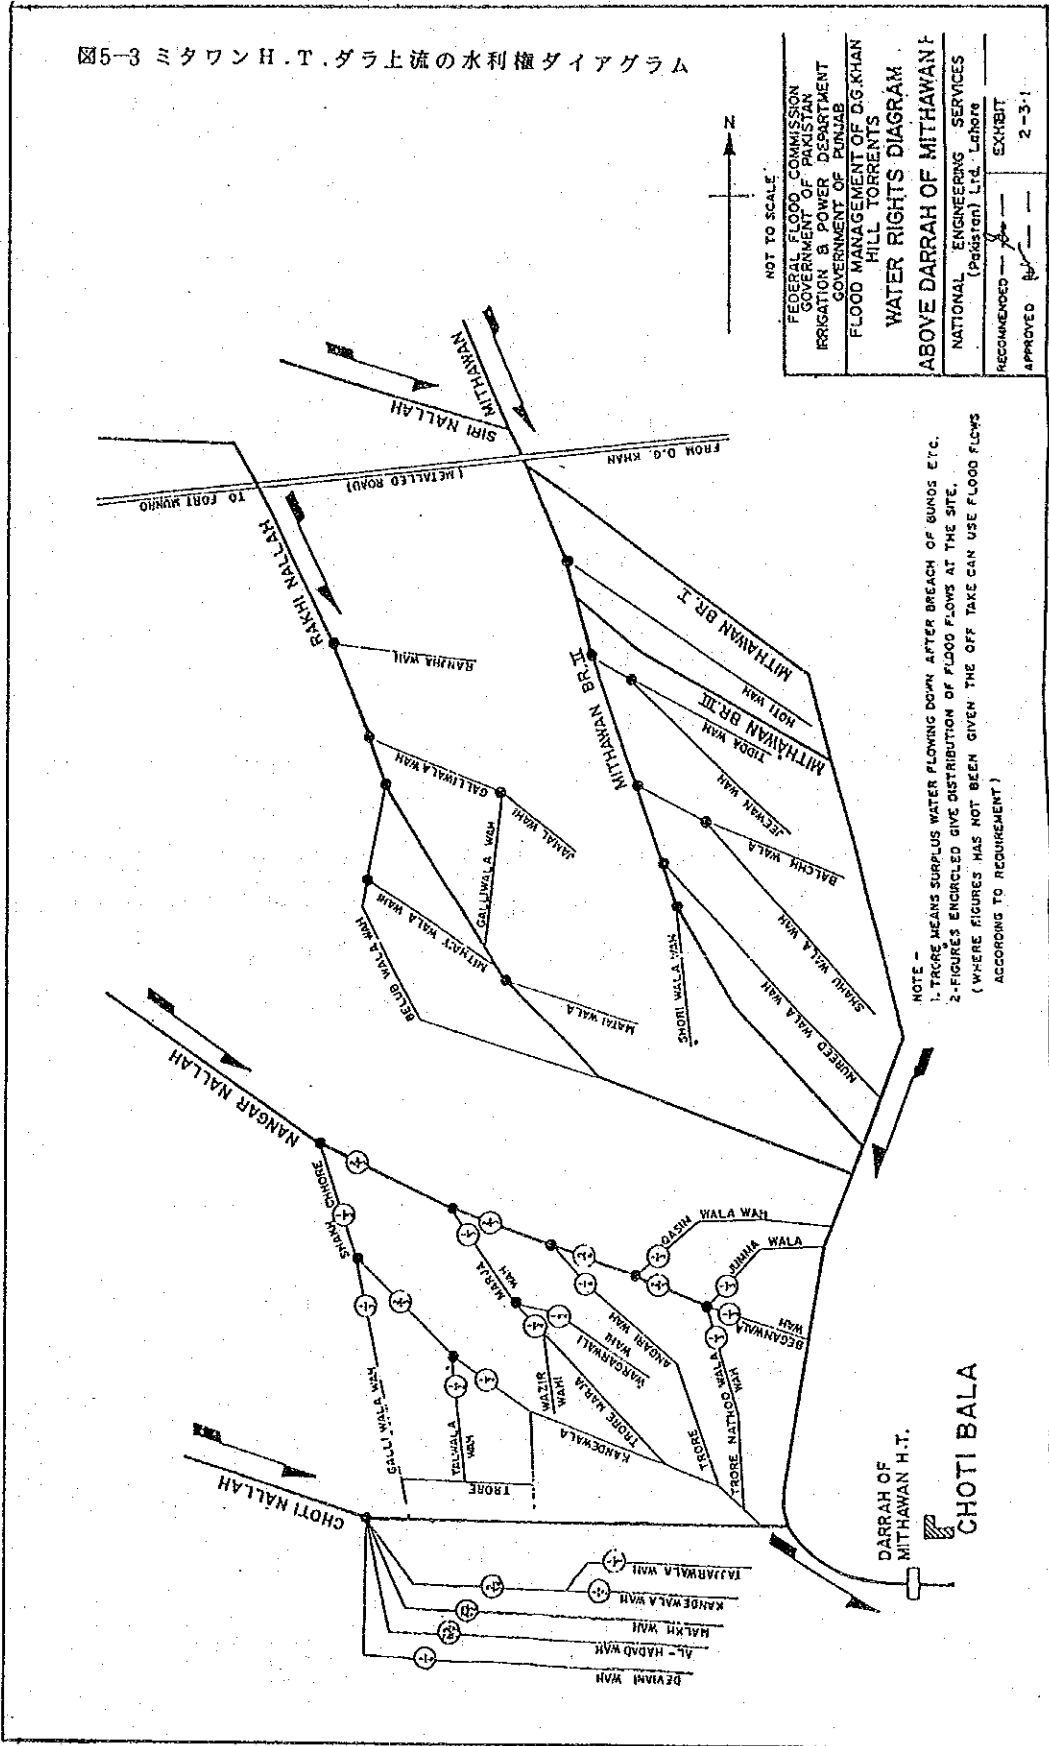 図5-3 ミタワンH.T.ダラ上流の水利権ダイアグラム
N
NOT TO SCALE
FEDERAL FLOOD COMMISSION
GOVERNMENT OF PAKISTAN
IRRIGATION & POWER DEPARTMENT
GOVERNMENT OF PUNJAB
FLOOD MANAGEMENT OF D.G.KHAN
HILL TORRENTS
WATER RIGHTS DIAGRAM
ABOVE DARRAH OF MITHAWAN
NATIONAL ENGINEERING SERVICES
(Pakistan) Ltd. Lahore
RECOMMENDED
EXHIBIT
APPROVED
2-3-1
SIRI NALLAH
MITHAWAN
FROM D.G. KHAN
(METALLED ROAD)
TO FORT MUNRO
RAKHI NALLAH
RANJHA WAH
GALLIWALA WAH
JAMAL WAHI
GALLIWALA WAH
WALA WAHI
BELUB WALA WAH
MATAI WALA
MITHAWAN BR. I
HOTI WAH
MITHAWAN BR. III
TIDDA WAH
MITHAWAN BR. II
JEEWAN WAH
BALCHH WALA
SHAHU WALA WAH
MUREED WALA WAH
SHORI WALA WAH
NANGAR NALLAH
SHAKH CHHORE
GALLI WALA WAH
TALWALA WAH
TRORE
KANDEWALA
MARJA WAH
WAZIR WAHI
WARGARWALI WAHI
TRORE MARJA
ANGARI WAH
TRORE
TRORE NATHOO WALA WAH
QASIN WALA WAH
JUMMA WALA
BEGANWALA WAH
CHOTI NALLAH
TAJJARWALA WAH
KANDEWALA WAH
MALKH WAH
AL-HADAD WAH
DEVIANI WAH
DARRAH OF
MITHAWAN H.T.
CHOTI BALA
NOTE -
1. TRORE MEANS SURPLUS WATER FLOWING DOWN AFTER BREACH OF BUNDS ETC.
2-FIGURES ENCIRCLED GIVE DISTRIBUTION OF FLOOD FLOWS AT THE SITE.
(WHERE FIGURES HAS NOT BEEN GIVEN THE OFF TAKE CAN USE FLOOD FLOWS
ACCORDING TO REQUIREMENT)